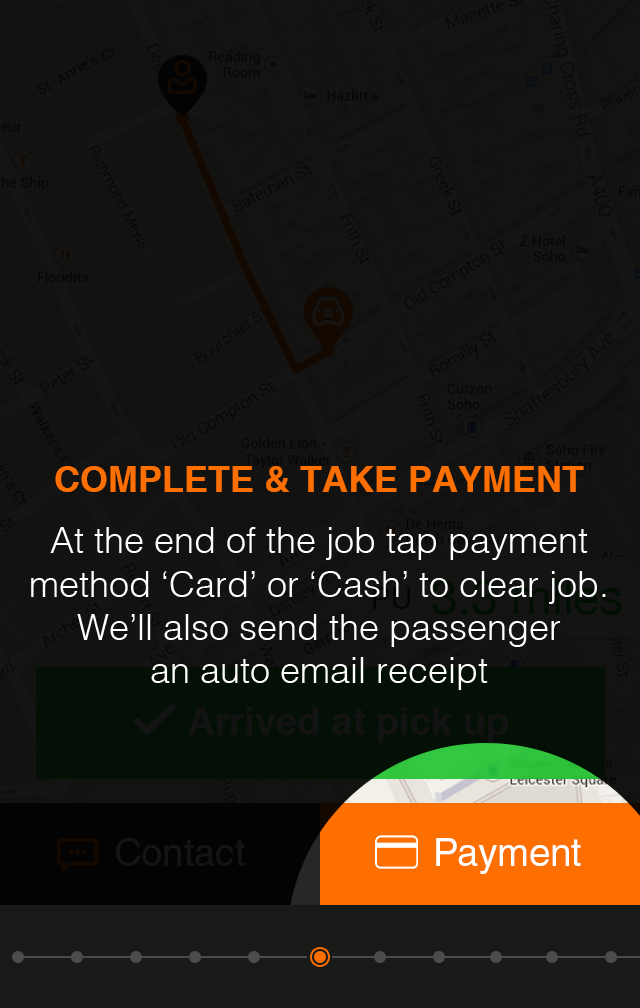 Manette St
Charing Cross Rd
St. Anne's Ct
Reading
Room
Hazlitt's
Phoenix
eur
he Ship
Richmond Mews
Bateman St
Greek St
A400
Frith St
Z Hotel
Soho
Floridita
Old Compton St
Bourchier St
Romilly St
Shaftesbury Ave
Peter St
Curzon
Soho
Old Compton St
Frith St
Walker's C
Golden Lion -
Taylor Walker
Soho Fire
COMPLETE & TAKE PAYMENT
De Hems
At the end of the job tap payment
method ‘Card’ or ‘Cash’ to clear job.
PU 3.3 miles
We’ll also send the passenger
an auto email receipt
Arrived at pick up
Leicester Squa
Contact
Payment